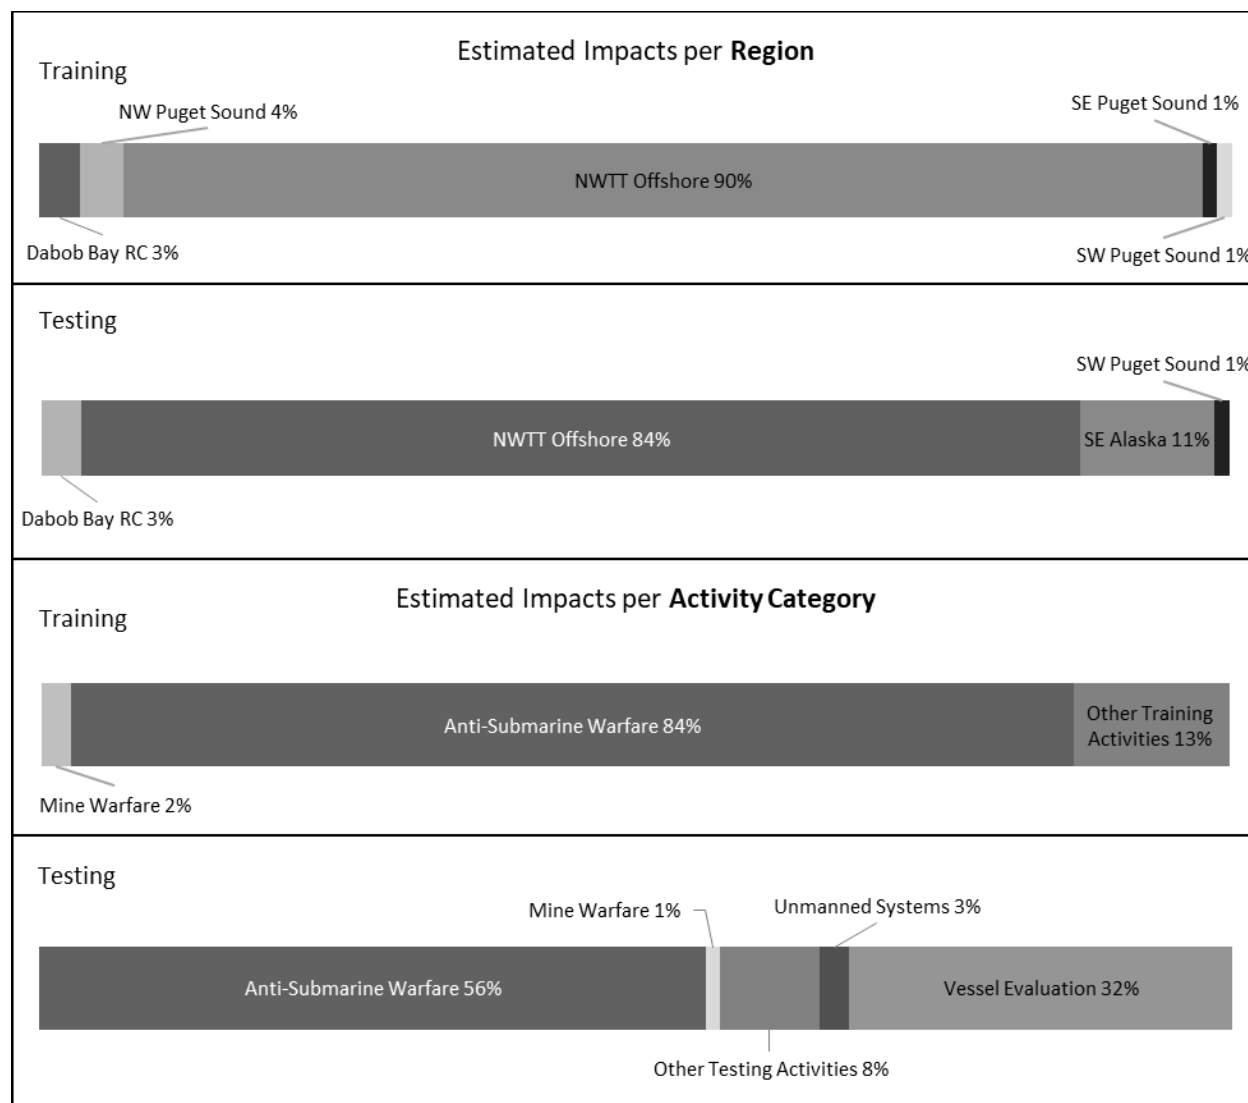 Estimated Impacts per Region
Training
NW Puget Sound 4%
SE Puget Sound 1%
NWTT Offshore 90%
Dabob Bay RC 3%
SW Puget Sound 1%
Testing
SW Puget Sound 1%
NWTT Offshore 84%
SE Alaska 11%
Dabob Bay RC 3%
Estimated Impacts per Activity Category
Training
Anti-Submarine Warfare 84%
Other Training
Activities 13%
Mine Warfare 2%
Testing
Mine Warfare 1%
Unmanned Systems 3%
Anti-Submarine Warfare 56%
Vessel Evaluation 32%
Other Testing Activities 8%